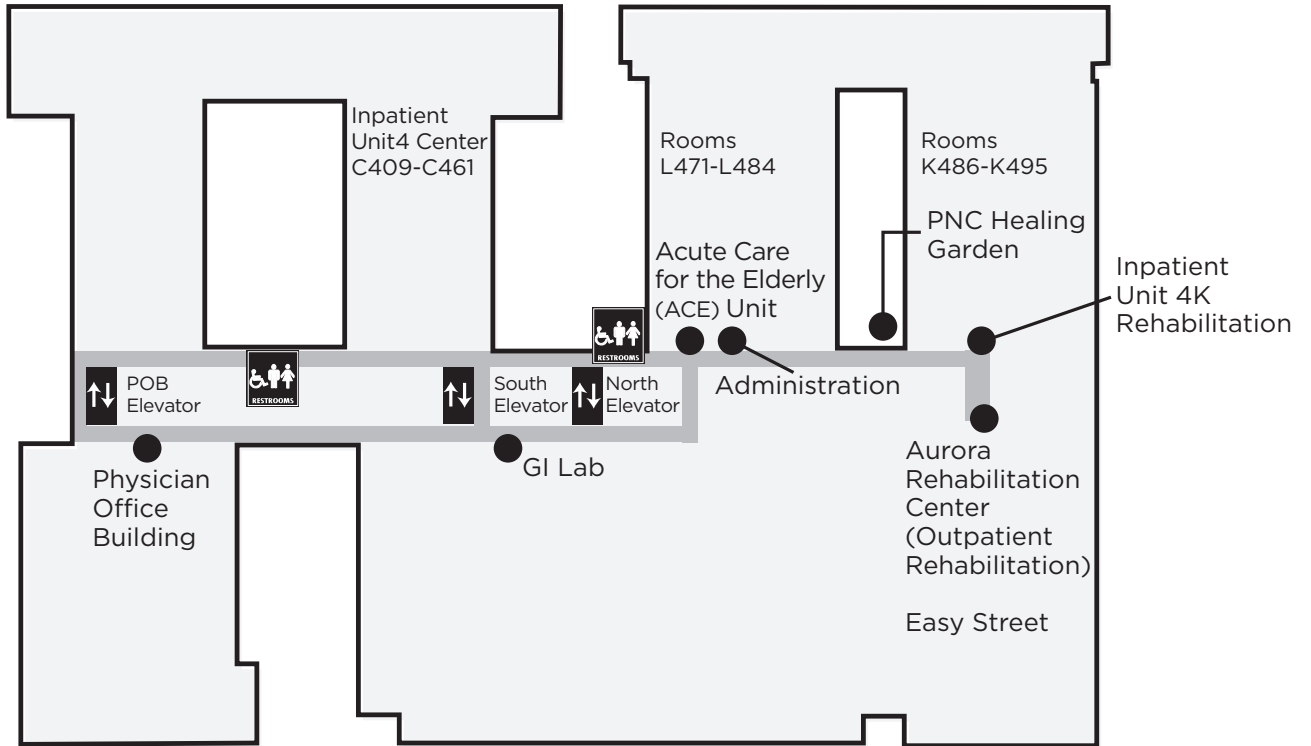 Inpatient
Unit4 Center
C409-C461
Rooms
L471-L484
Rooms
K486-K495
PNC Healing
Garden
Acute Care
for the Elderly
(ACE) Unit
Inpatient
Unit 4K
Rehabilitation
RESTROOMS
Administration
POB
Elevator
RESTROOMS
South
Elevator
North
Elevator
Physician
Office
Building
GI Lab
Aurora
Rehabilitation
Center
(Outpatient
Rehabilitation)
Easy Street